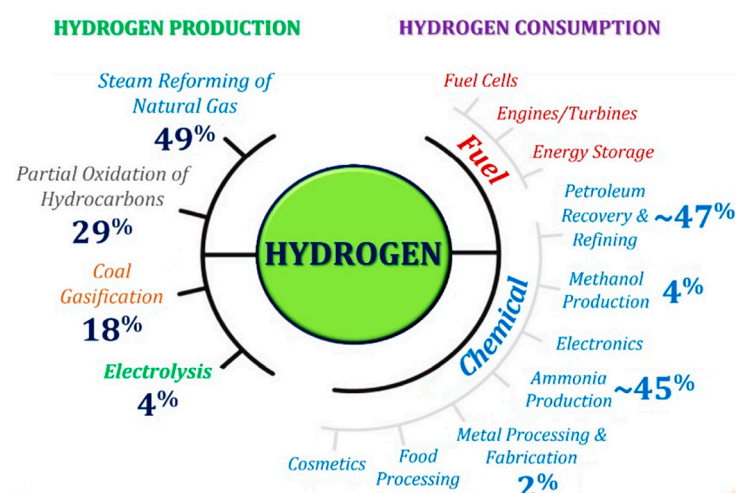 HYDROGEN PRODUCTION
Steam Reforming of
Natural Gas
49%
Partial Oxidation of
Hydrocarbons
29%
Coal
Gasification
18%
Electrolysis
4%
HYDROGEN
HYDROGEN CONSUMPTION
Fuel
Fuel Cells
Engines/Turbines
Energy Storage
Chemical
Petroleum
Recovery &
Refining
~47%
Methanol
Production
4%
Electronics
Ammonia
Production
~45%
Metal Processing &
Fabrication
2%
Food
Processing
Cosmetics